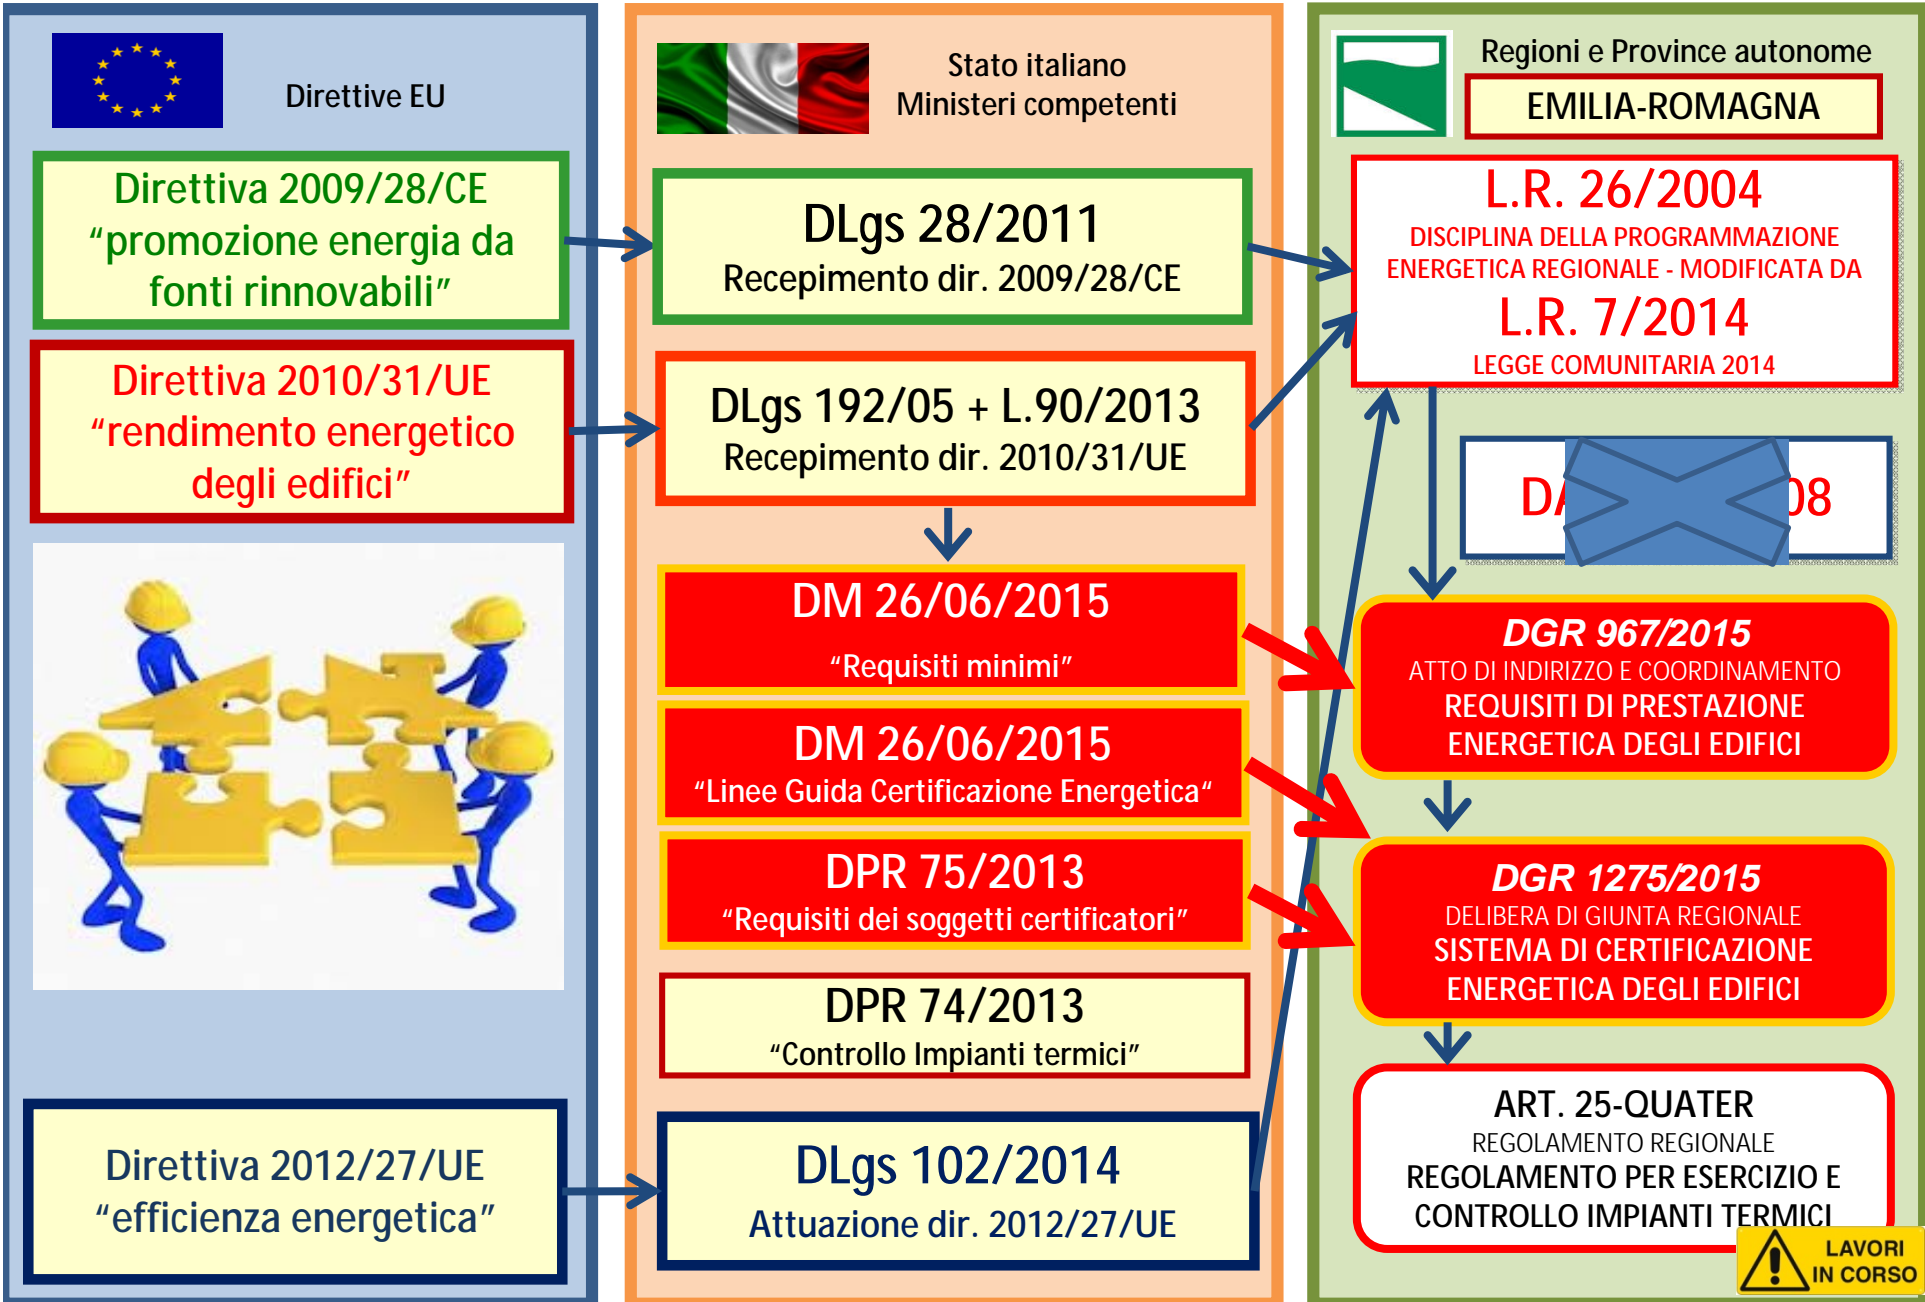 Direttive EU
Direttiva 2009/28/CE
“promozione energia da
fonti rinnovabili”
Direttiva 2010/31/UE
“rendimento energetico
degli edifici”
Direttiva 2012/27/UE
“efficienza energetica”
Stato italiano
Ministeri competenti
DLgs 28/2011
Recepimento dir. 2009/28/CE
DLgs 192/05 + L.90/2013
Recepimento dir. 2010/31/UE
DM 26/06/2015
“Requisiti minimi”
DM 26/06/2015
“Linee Guida Certificazione Energetica“
DPR 75/2013
“Requisiti dei soggetti certificatori”
DPR 74/2013
“Controllo Impianti termici”
DLgs 102/2014
Attuazione dir. 2012/27/UE
Regioni e Province autonome
EMILIA-ROMAGNA
L.R. 26/2004
DISCIPLINA DELLA PROGRAMMAZIONE
ENERGETICA REGIONALE - MODIFICATA DA
L.R. 7/2014
LEGGE COMUNITARIA 2014
DGR 967/2015
ATTO DI INDIRIZZO E COORDINAMENTO
REQUISITI DI PRESTAZIONE
ENERGETICA DEGLI EDIFICI
DGR 1275/2015
DELIBERA DI GIUNTA REGIONALE
SISTEMA DI CERTIFICAZIONE
ENERGETICA DEGLI EDIFICI
ART. 25-QUATER
REGOLAMENTO REGIONALE
REGOLAMENTO PER ESERCIZIO E
CONTROLLO IMPIANTI TERMICI
LAVORI
IN CORSO